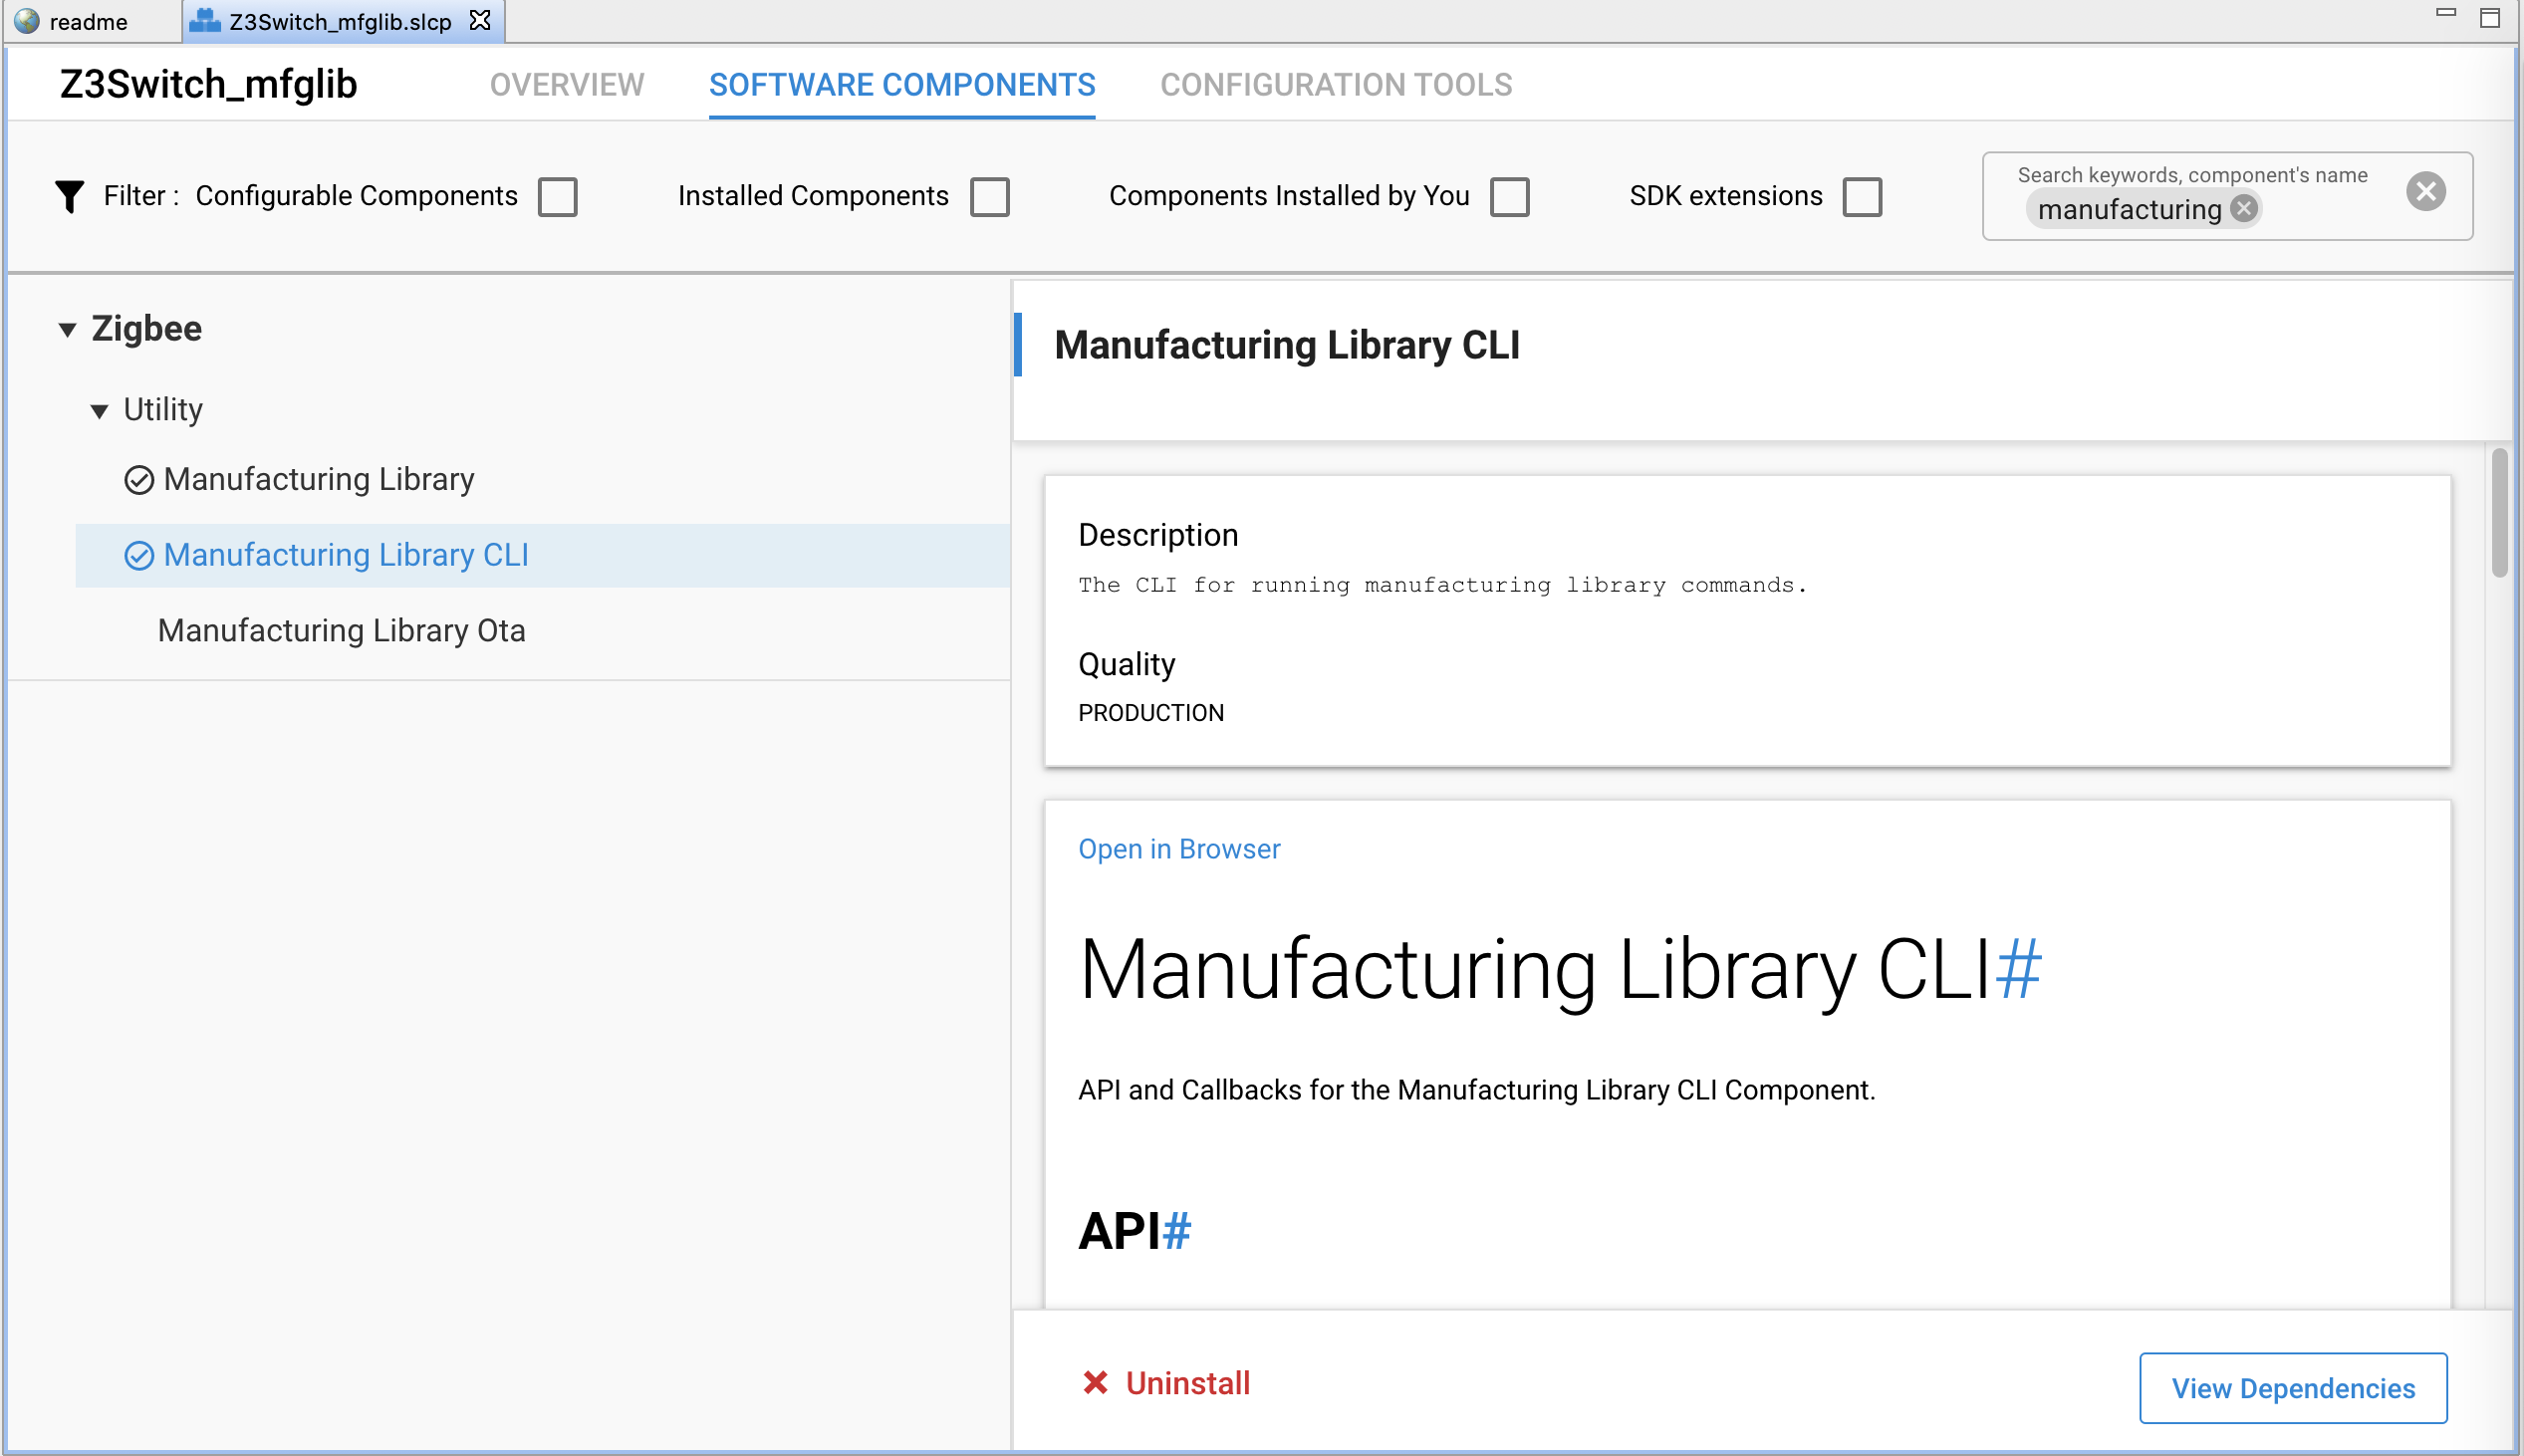 readme
Z3Switch_mfglib.slcp
Z3Switch_mfglib
OVERVIEW
SOFTWARE COMPONENTS
CONFIGURATION TOOLS
Filter :
Configurable Components
Installed Components
Components Installed by You
SDK extensions
Search keywords, component's name
manufacturing
Zigbee
Utility
Manufacturing Library
Manufacturing Library CLI
Manufacturing Library Ota
Manufacturing Library CLI
Description
The CLI for running manufacturing library commands.
Quality
PRODUCTION
Open in Browser
Manufacturing Library CLI#
API and Callbacks for the Manufacturing Library CLI Component.
API#
Uninstall
View Dependencies